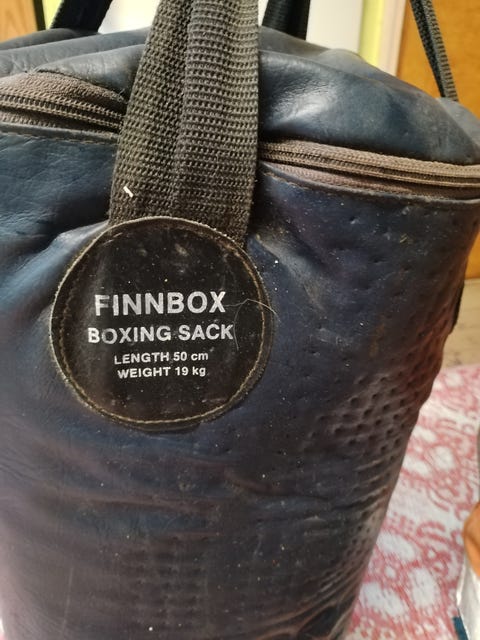 FINNBOX
BOXING SACK
LENGTH 50 cm
WEIGHT 19 kg